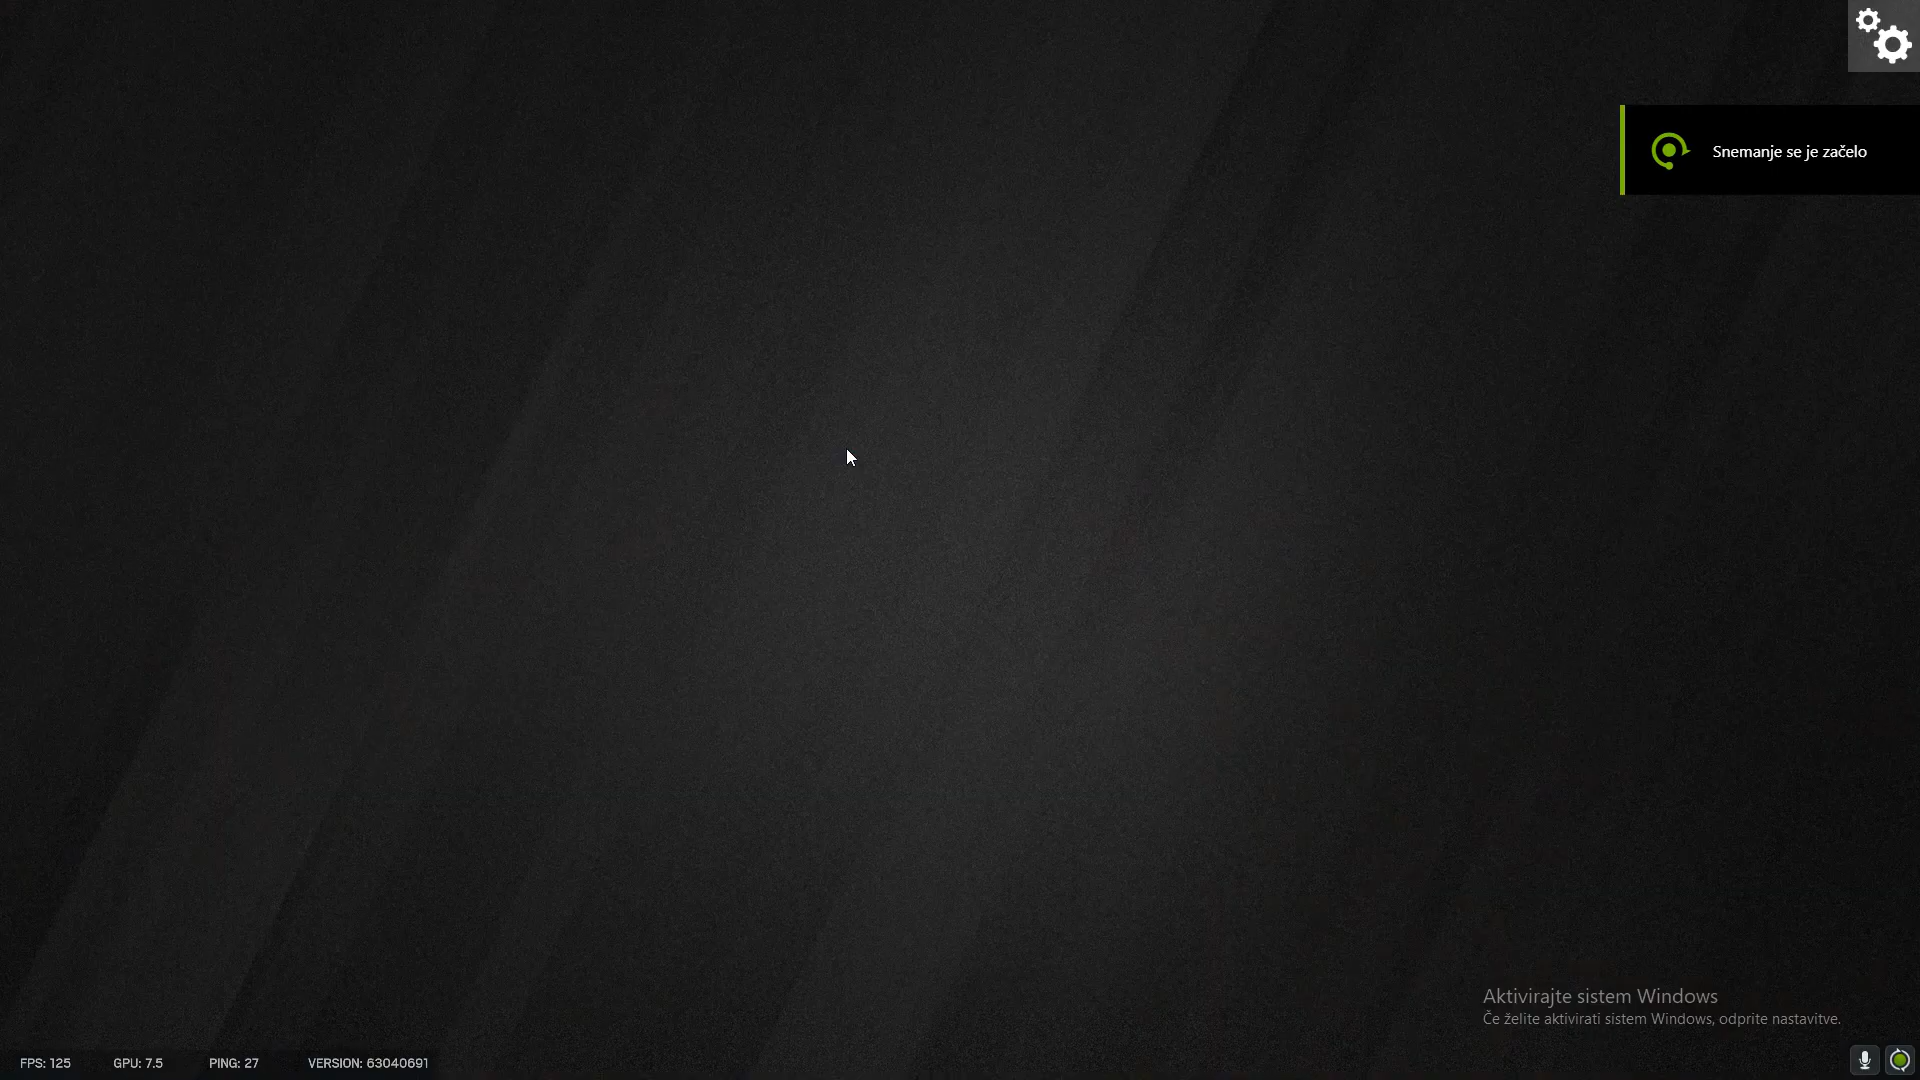 Snemanje se je začelo
Aktivirajte sistem Windows
Če želite aktivirati sistem Windows, odprite nastavitve.
FPS: 125 GPU: 7.5 PING: 27 VERSION: 63040691